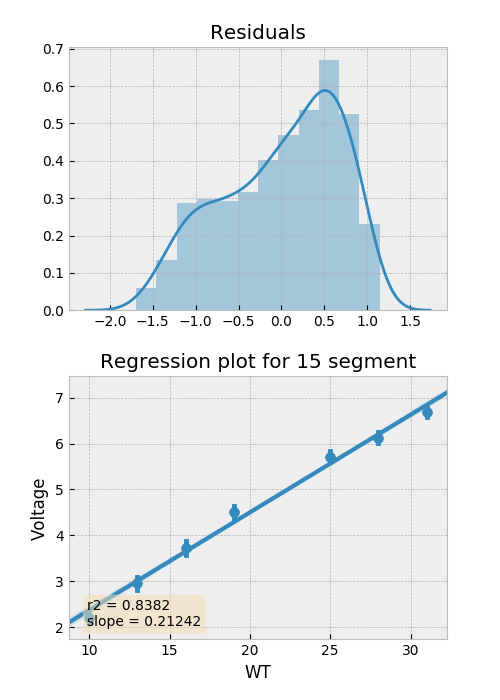 Residuals
0.7
0.6
0.5
0.4
0.3
0.2
0.1
0.0
−2.0 −1.5 −1.0 −0.5 0.0 0.5 1.0 1.5
Regression plot for 15 segment
7
6
5
4
3
2
Voltage
r2 = 0.8382
slope = 0.21242
10 15 20 25 30
WT